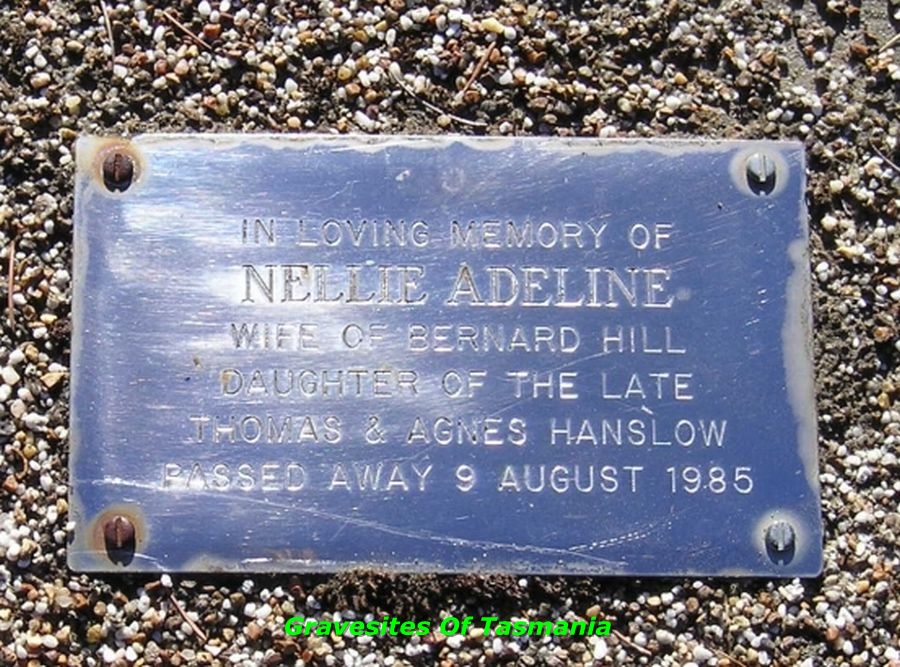 IN LOVING MEMORY OF
NELLIE ADELINE
WIFE OF BERNARD HILL
DAUGHTER OF THE LATE
THOMAS & AGNES HANSLOW
PASSED AWAY 9 AUGUST 1985
Gravesites Of Tasmania